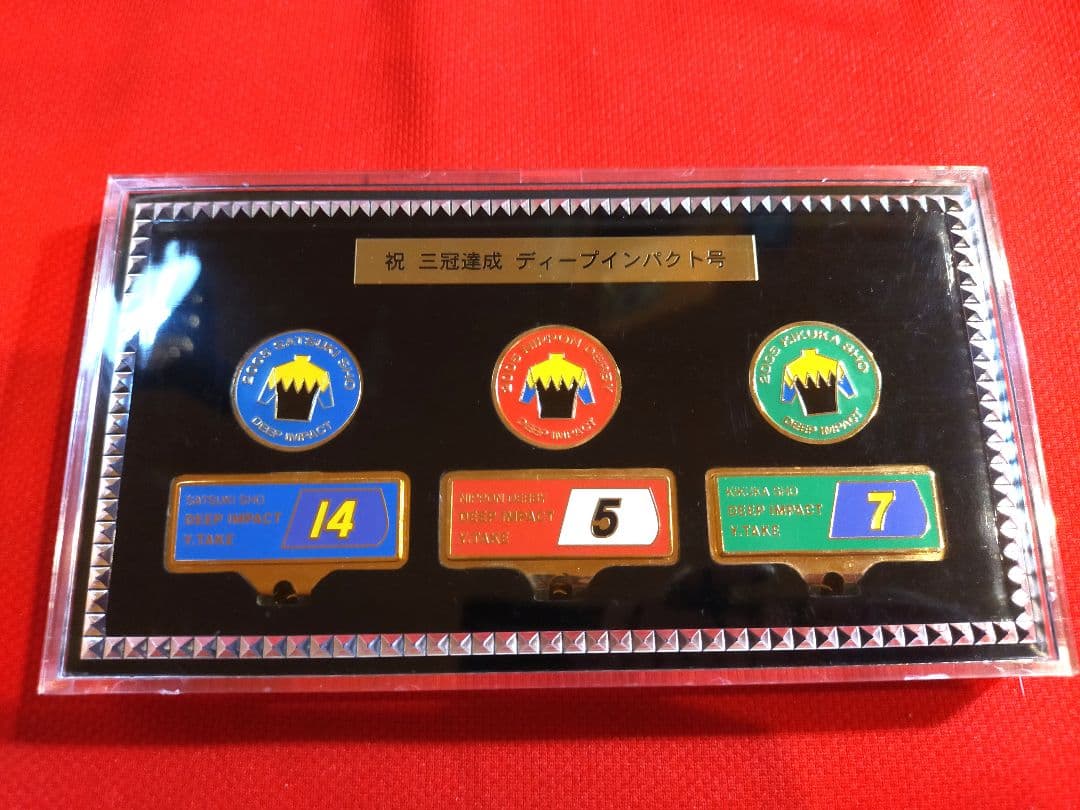 祝 三冠達成 ディープインパクト号
2005 SATSUKI SHO
DEEP IMPACT
2005 NIPPON DERBY
DEEP IMPACT
2005 KIKUKA SHO
DEEP IMPACT
SATSUKI SHO
DEEP IMPACT
Y.TAKE
14
NIPPON DERBY
DEEP IMPACT
Y.TAKE
5
KIKUKA SHO
DEEP IMPACT
Y.TAKE
7